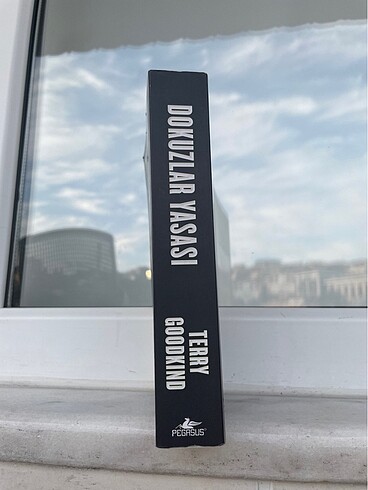 DOKUZLAR YASASI
TERRY
GOODKIND
PEGASUS